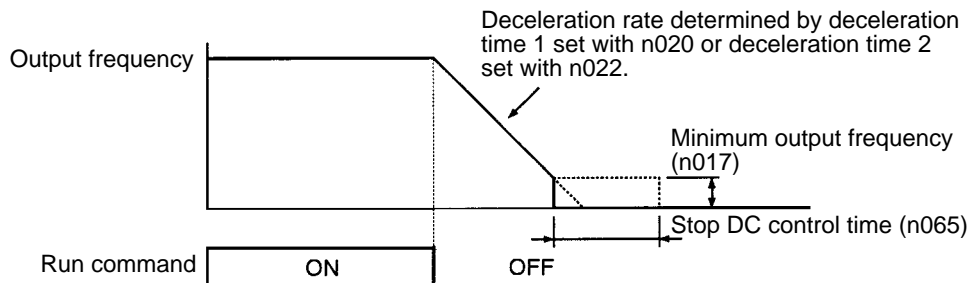 Deceleration rate determined by deceleration
time 1 set with n020 or deceleration time 2
set with n022.
Output frequency
Minimum output frequency
(n017)
Stop DC control time (n065)
Run command
ON
OFF